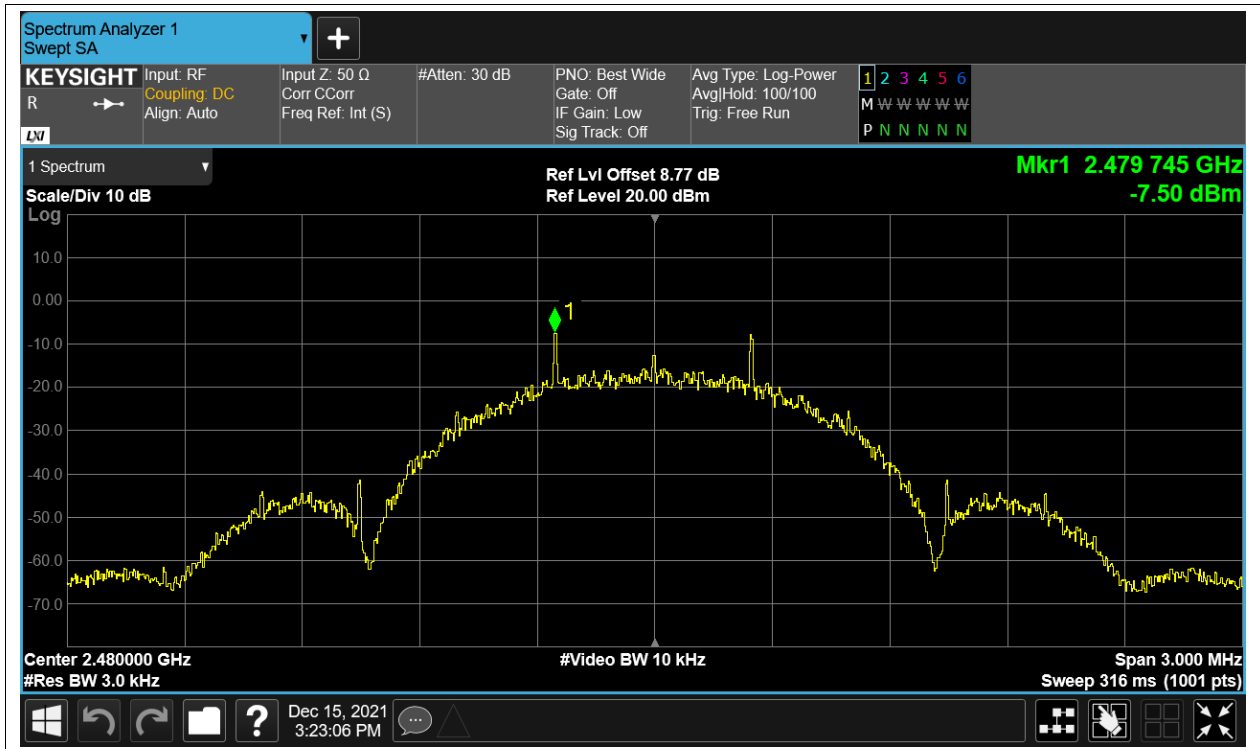 Spectrum Analyzer 1
Swept SA
+
KEYSIGHT
R
LXI
Input: RF
Coupling: DC
Align: Auto
Input Z: 50 Ω
Corr CCorr
Freq Ref: Int (S)
#Atten: 30 dB
PNO: Best Wide
Gate: Off
IF Gain: Low
Sig Track: Off
Avg Type: Log-Power
Avg|Hold: 100/100
Trig: Free Run
1 2 3 4 5 6
M W W W W W
P N N N N N
1 Spectrum
Scale/Div 10 dB
Ref Lvl Offset 8.77 dB
Ref Level 20.00 dBm
Mkr1 2.479 745 GHz
-7.50 dBm
Log
10.0
0.00
-10.0
-20.0
-30.0
-40.0
-50.0
-60.0
-70.0
1
Center 2.480000 GHz
#Video BW 10 kHz
Span 3.000 MHz
#Res BW 3.0 kHz
Sweep 316 ms (1001 pts)
?
Dec 15, 2021
3:23:06 PM